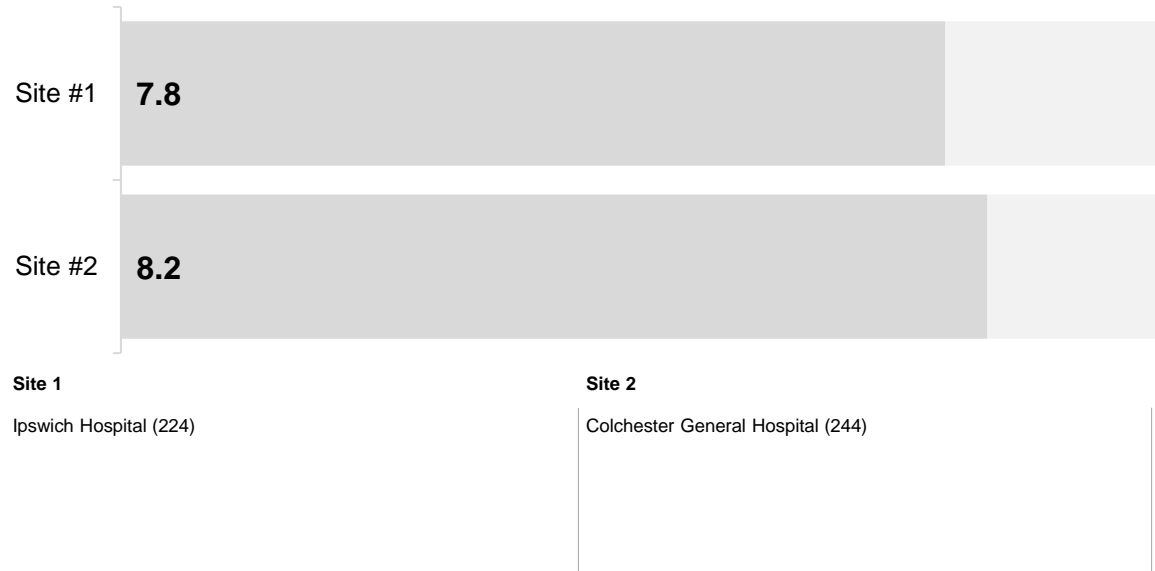 Site #1 7.8
Site #2 8.2
Site 1
Ipswich Hospital (224)
Site 2
Colchester General Hospital (244)